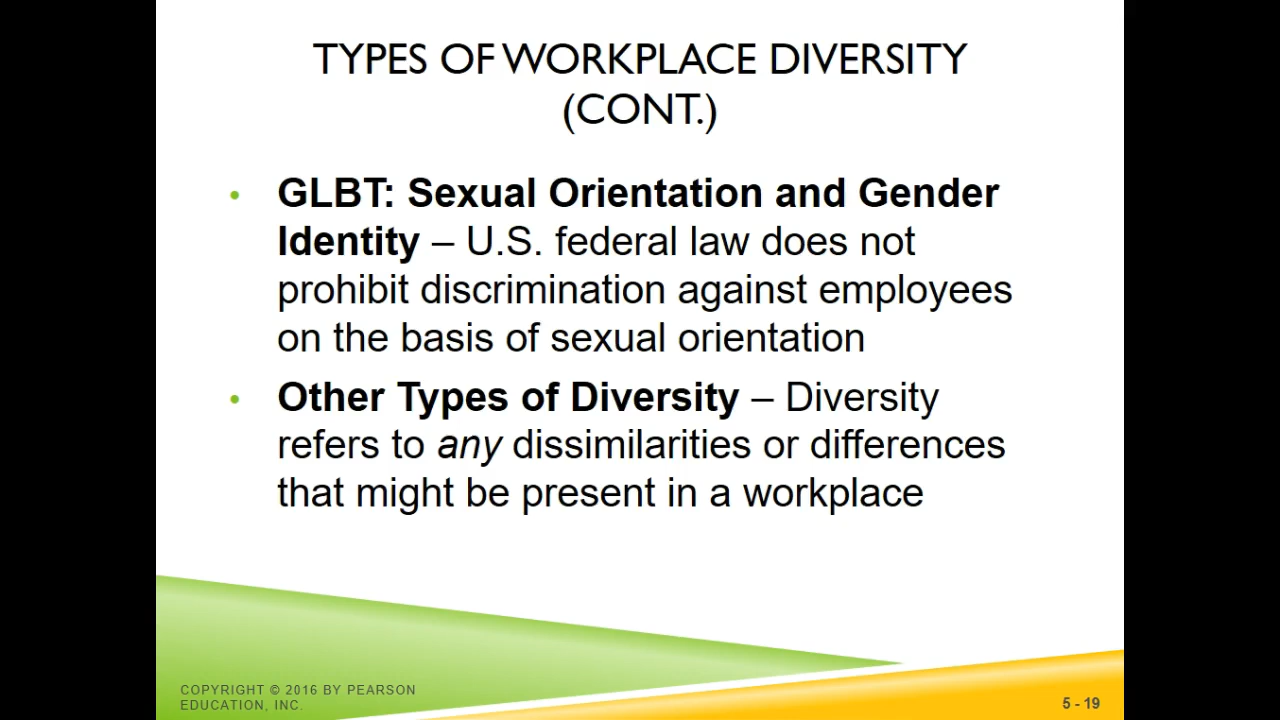 TYPES OF WORKPLACE DIVERSITY
(CONT.)
• GLBT: Sexual Orientation and Gender
Identity – U.S. federal law does not
prohibit discrimination against employees
on the basis of sexual orientation
• Other Types of Diversity – Diversity
refers to any dissimilarities or differences
that might be present in a workplace
COPYRIGHT © 2016 BY PEARSON
EDUCATION, INC.
5 - 19